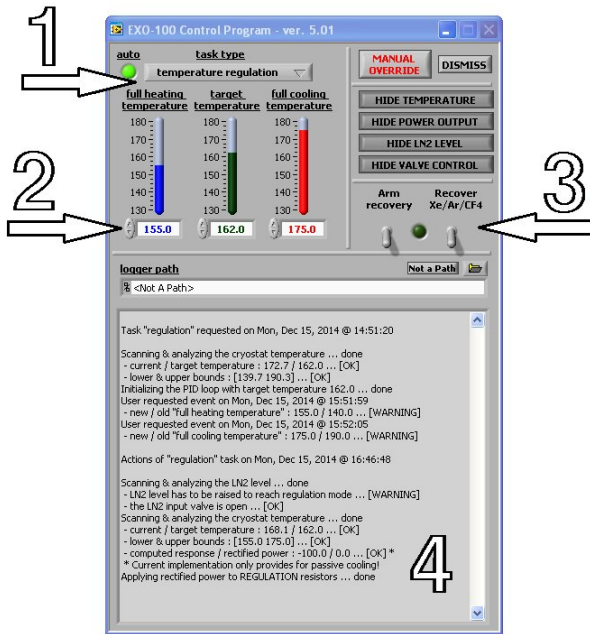 EXO-100 Control Program - ver. 5.01
1
auto
task type
temperature regulation
MANUAL OVERRIDE
DISMISS
full heating temperature
target temperature
full cooling temperature
180
170
160
150
140
130
180
170
160
150
140
130
180
170
160
150
140
130
2
155.0
162.0
175.0
HIDE TEMPERATURE
HIDE POWER OUTPUT
HIDE LN2 LEVEL
HIDE VALVE CONTROL
Arm recovery
Recover Xe/Ar/CF4
3
logger path
Not a Path
<Not A Path>
Task "regulation" requested on Mon, Dec 15, 2014 @ 14:51:20
Scanning & analyzing the cryostat temperature ... done
- current / target temperature : 172.7 / 162.0 ... [OK]
- lower & upper bounds : [139.7 190.3] ... [OK]
Initializing the PID loop with target temperature 162.0 ... done
User requested event on Mon, Dec 15, 2014 @ 15:51:59
- new / old "full heating temperature" : 155.0 / 140.0 ... [WARNING]
User requested event on Mon, Dec 15, 2014 @ 15:52:05
- new / old "full cooling temperature" : 175.0 / 190.0 ... [WARNING]
Actions of "regulation" task on Mon, Dec 15, 2014 @ 16:46:48
Scanning & analyzing the LN2 level ... done
- LN2 level has to be raised to reach regulation mode ... [WARNING]
- the LN2 input valve is open ... [OK]
Scanning & analyzing the cryostat temperature ... done
- current / target temperature : 168.1 / 162.0 ... [OK]
- lower & upper bounds : [155.0 175.0] ... [OK]
- computed response / rectified power : -100.0 / 0.0 ... [OK] *
* Current implementation only provides for passive cooling!
Applying rectified power to REGULATION resistors ... done
4